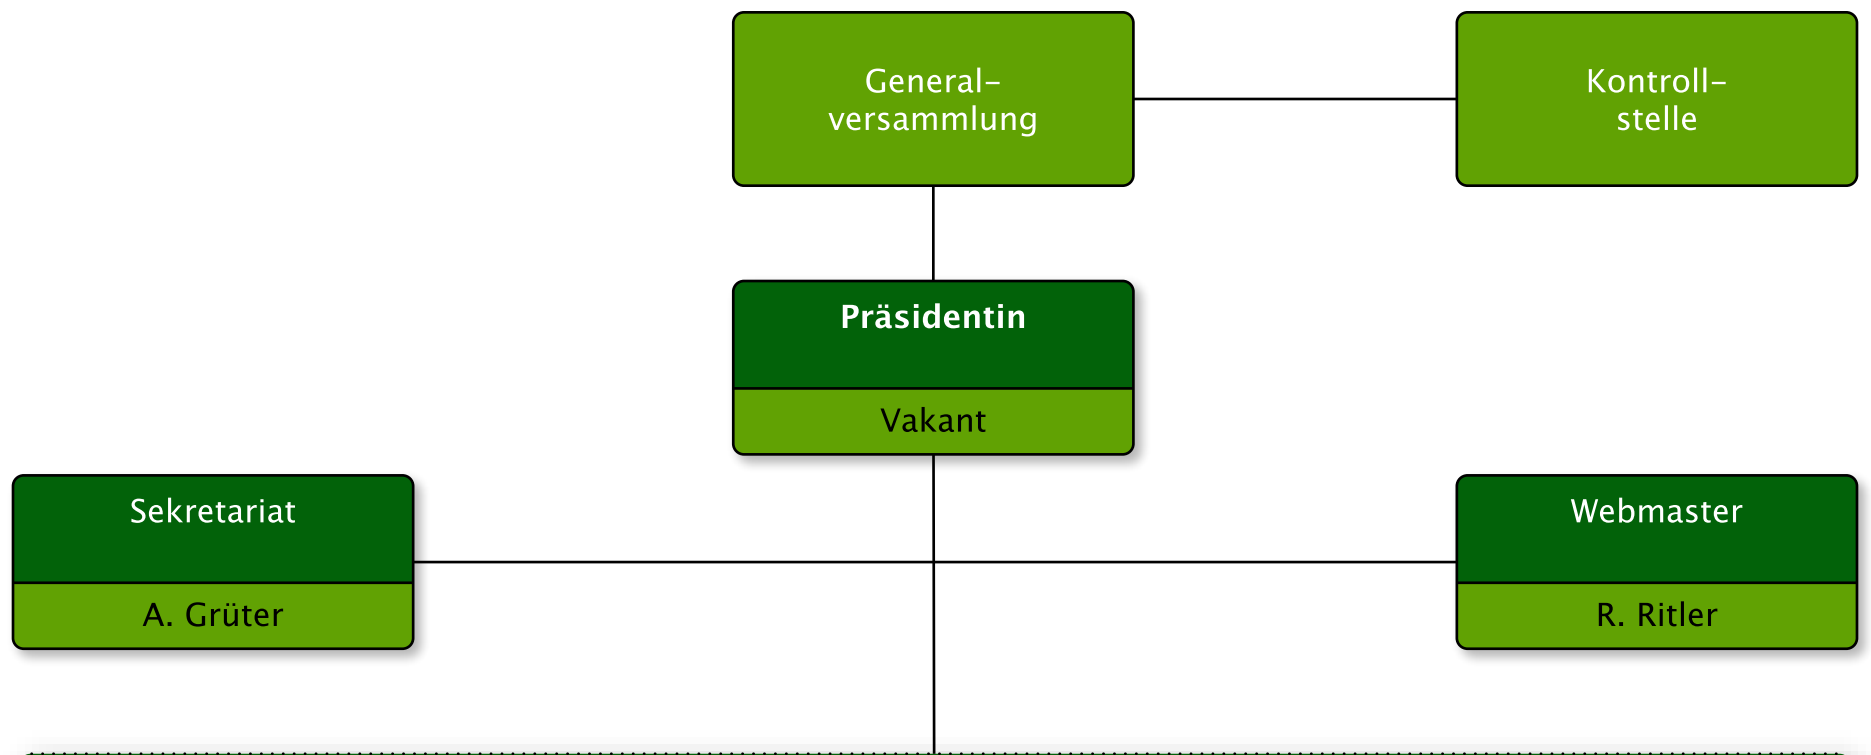 General-
versammlung
Kontroll-
stelle
Präsidentin
Vakant
Sekretariat
A. Grüter
Webmaster
R. Ritler